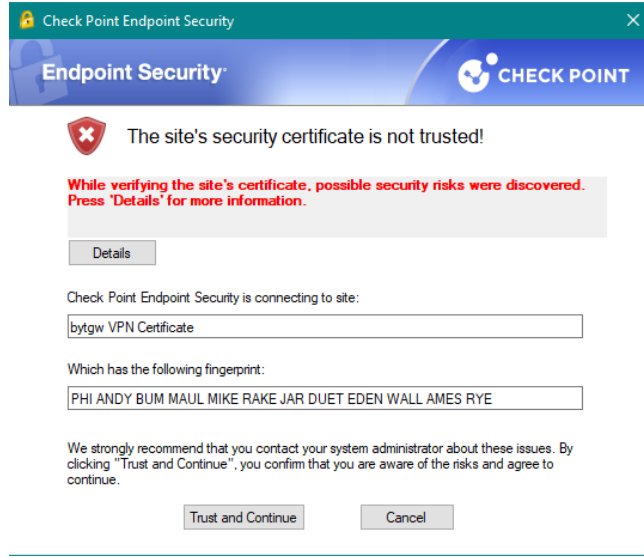 Check Point Endpoint Security
Endpoint Security
CHECK POINT
The site's security certificate is not trusted!
While verifying the site's certificate, possible security risks were discovered.
Press 'Details' for more information.
Details
Check Point Endpoint Security is connecting to site:
bytgw VPN Certificate
Which has the following fingerprint:
PHI ANDY BUM MAUL MIKE RAKE JAR DUET EDEN WALL AMES RYE
We strongly recommend that you contact your system administrator about these issues. By
clicking "Trust and Continue", you confirm that you are aware of the risks and agree to
continue.
Trust and Continue
Cancel